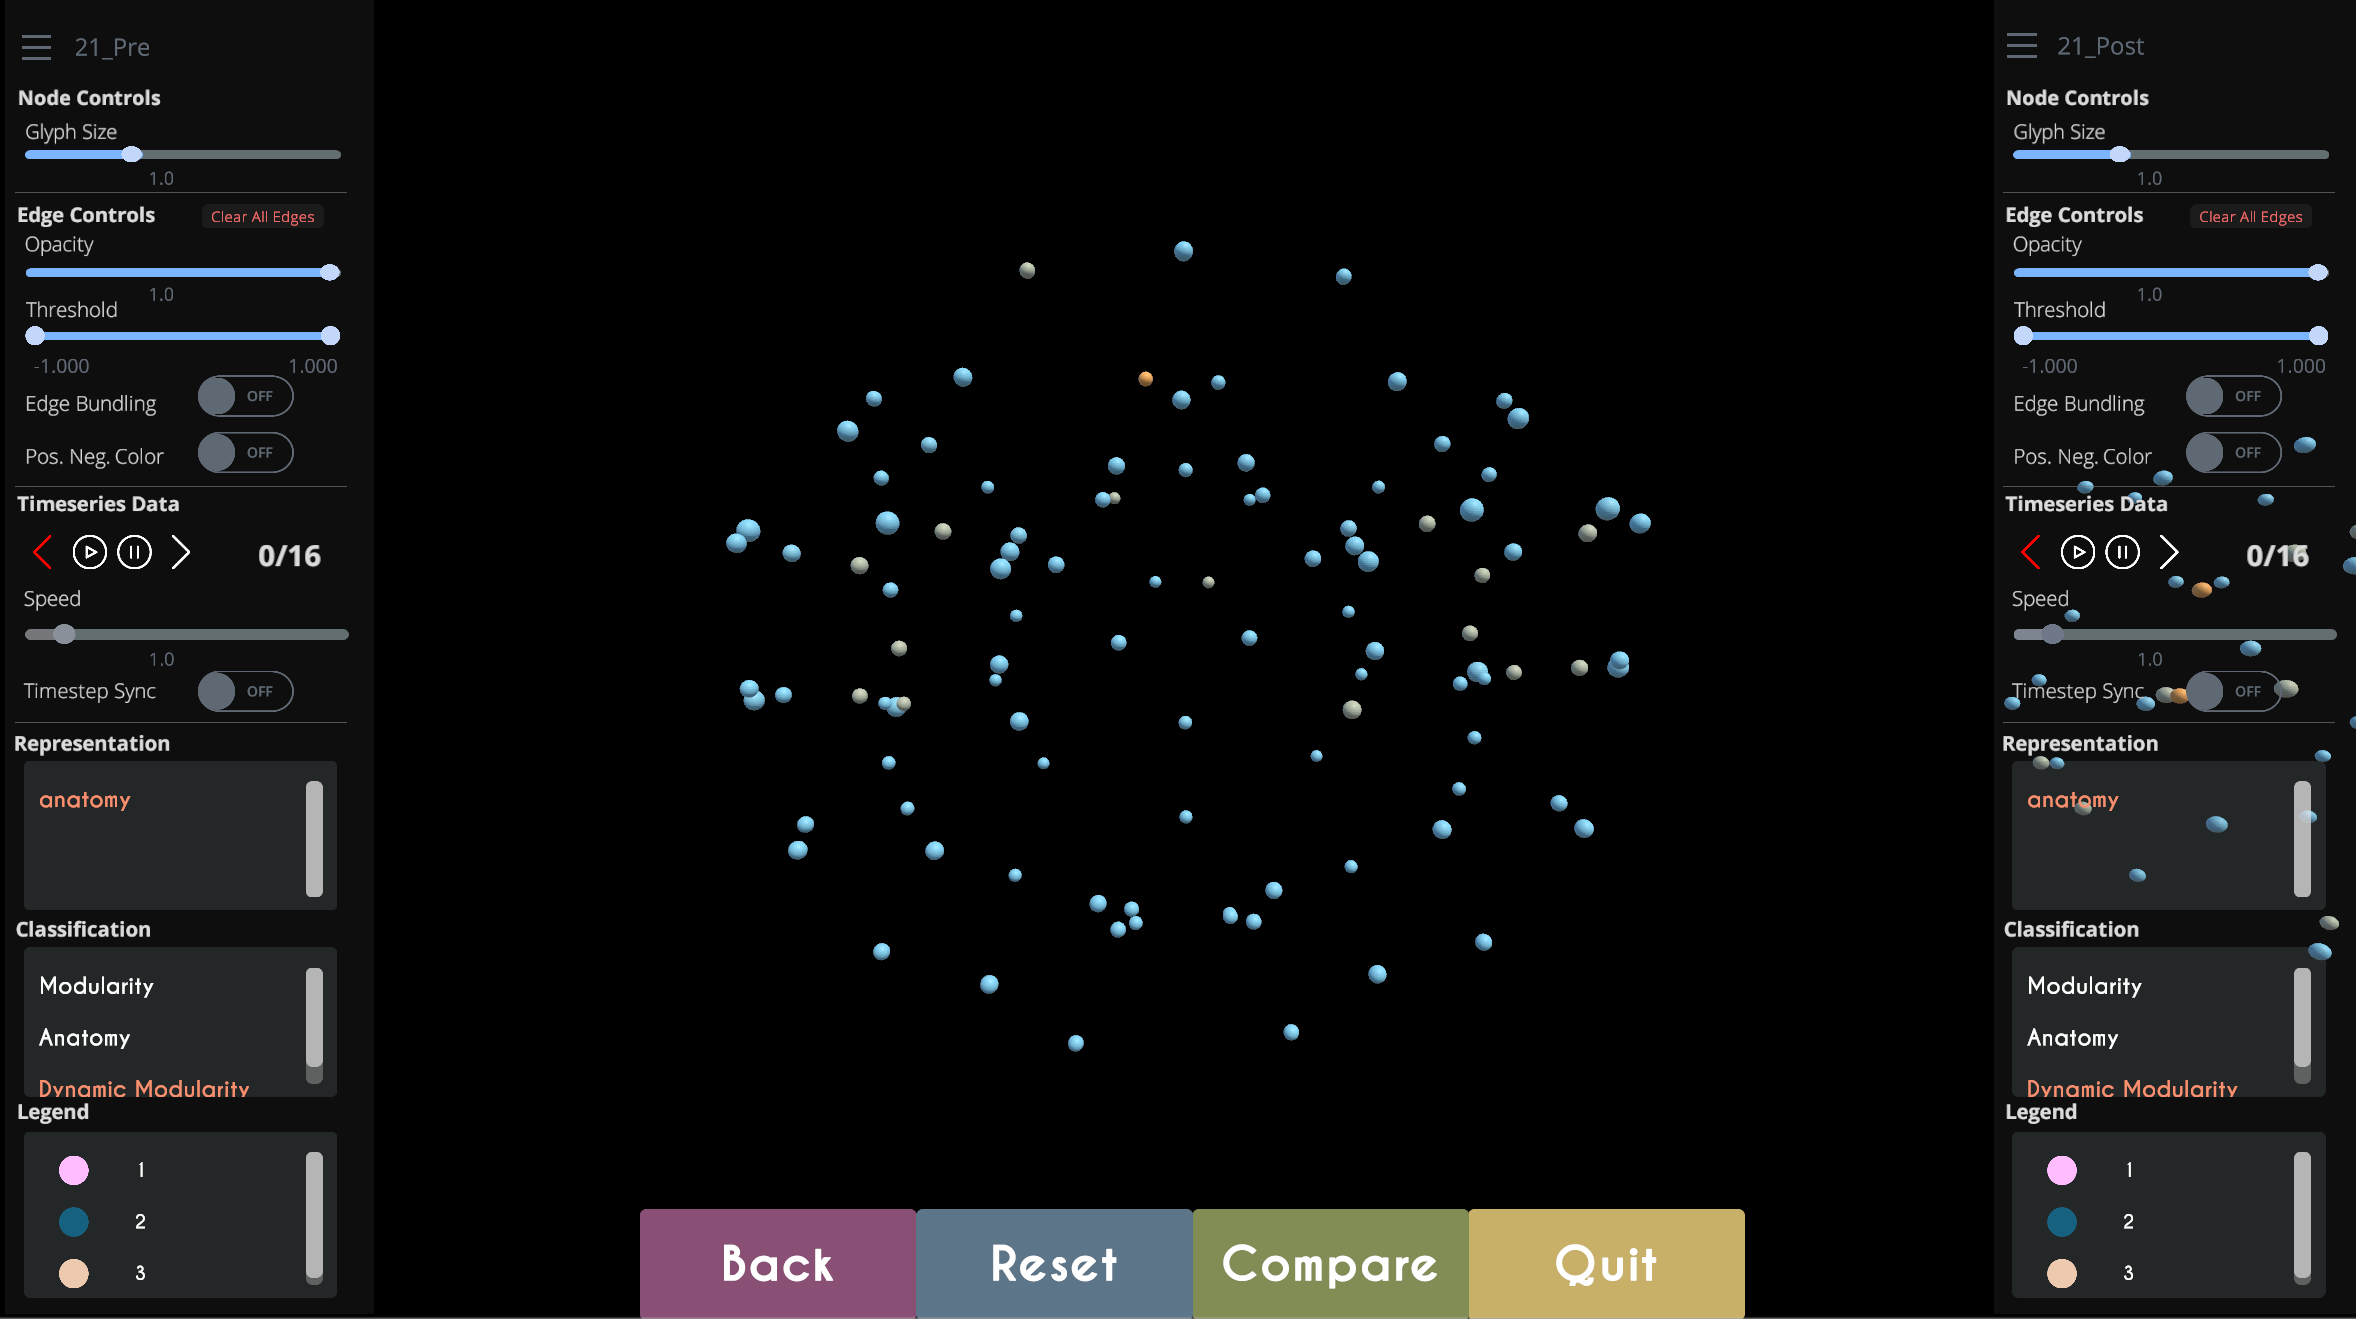 21_Pre
Node Controls
Glyph Size
1.0
Edge Controls Clear All Edges
Opacity
1.0
Threshold
-1.000 1.000
Edge Bundling OFF
Pos. Neg. Color OFF
Timeseries Data
0/16
Speed
1.0
Timestep Sync OFF
Representation
anatomy
Classification
Modularity
Anatomy
Dynamic Modularity
Legend
1
2
3
Back Reset Compare Quit
21_Post
Node Controls
Glyph Size
1.0
Edge Controls Clear All Edges
Opacity
1.0
Threshold
-1.000 1.000
Edge Bundling OFF
Pos. Neg. Color OFF
Timeseries Data
0/16
Speed
1.0
Timestep Sync OFF
Representation
anatomy
Classification
Modularity
Anatomy
Dynamic Modularity
Legend
1
2
3